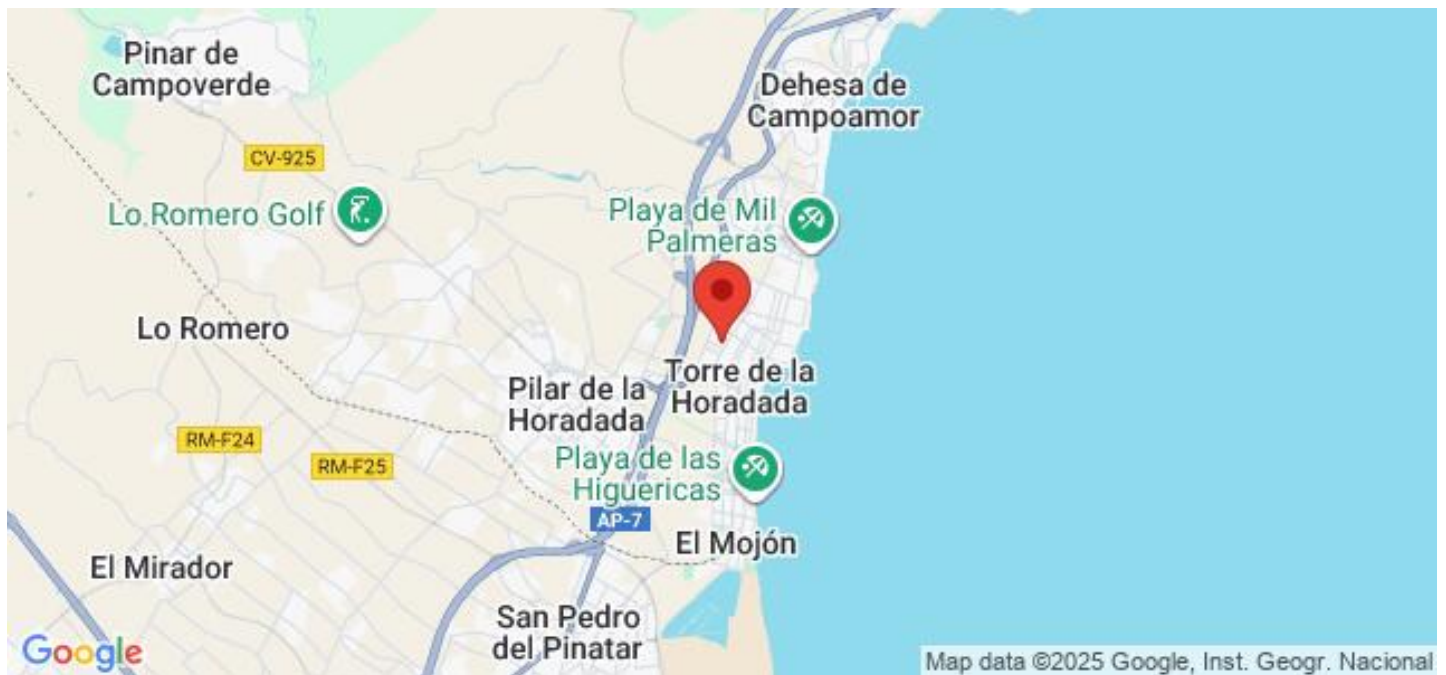 Pinar de
Campoverde
Dehesa de
Campoamor
CV-925
Lo Romero Golf
Playa de Mil
Palmeras
Lo Romero
Torre de la
Horadada
Pilar de la
Horadada
RM-F24
RM-F25
Playa de las
Higuericas
AP-7
El Mojón
El Mirador
San Pedro
del Pinatar
Google
Map data ©2025 Google, Inst. Geogr. Nacional